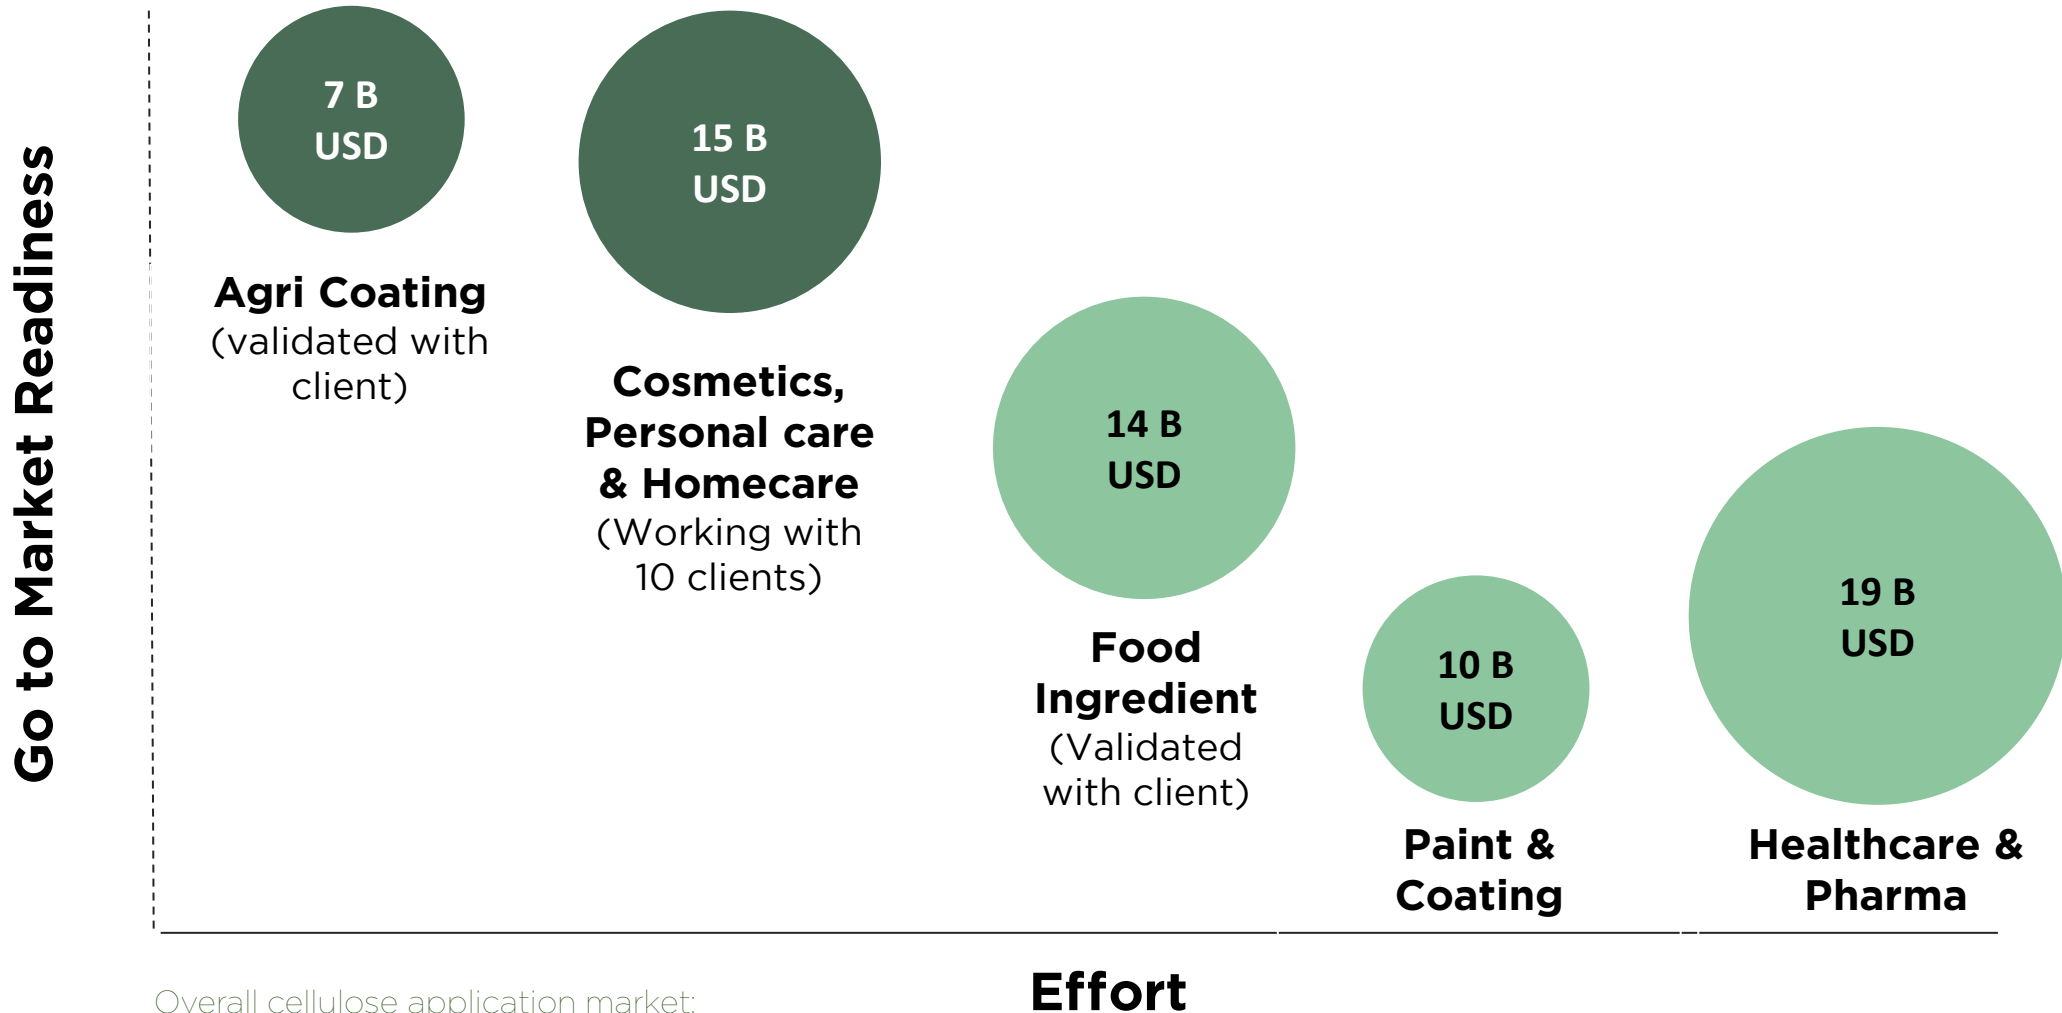 Go to Market Readiness
7 B
USD
Agri Coating
(validated with
client)
15 B
USD
Cosmetics,
Personal care
& Homecare
(Working with
10 clients)
14 B
USD
Food
Ingredient
(Validated
with client)
10 B
USD
Paint &
Coating
19 B
USD
Healthcare &
Pharma
Effort
Overall cellulose application market: